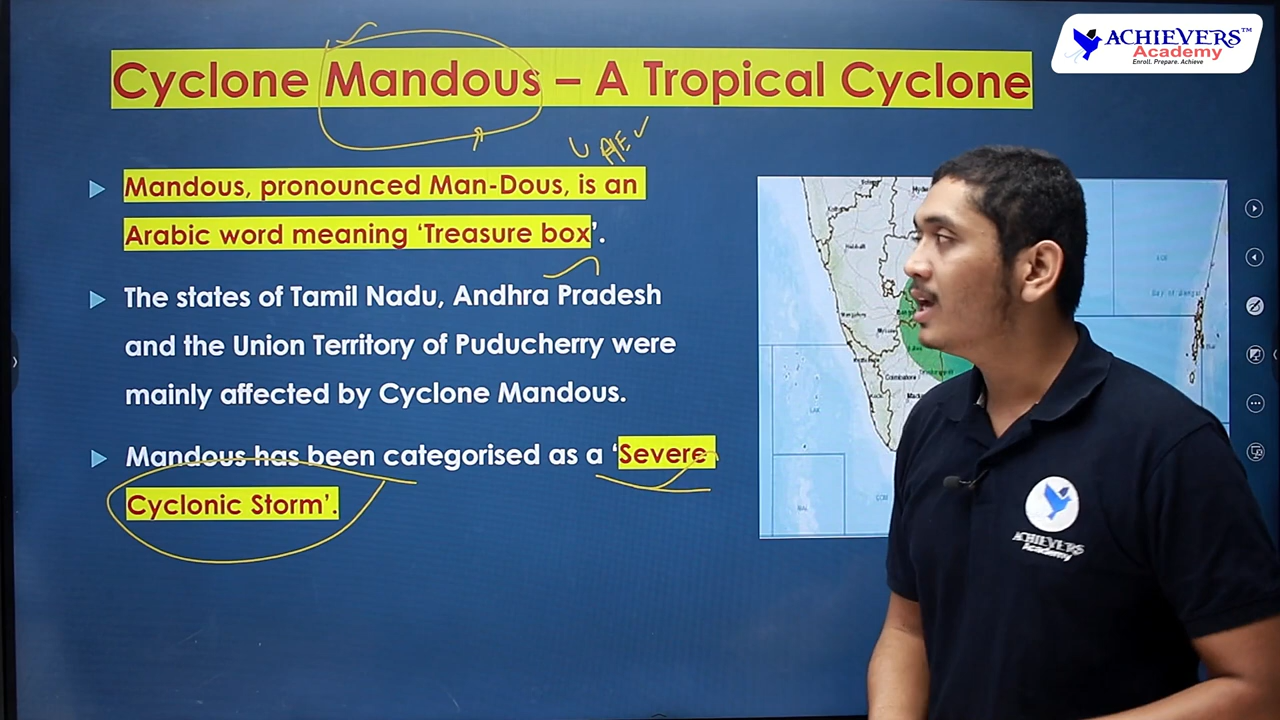 ACHIEVERS™
Academy
Enroll. Prepare. Achieve
Cyclone Mandous – A Tropical Cyclone
UAE
Mandous, pronounced Man-Dous, is an
Arabic word meaning ‘Treasure box’.
The states of Tamil Nadu, Andhra Pradesh
and the Union Territory of Puducherry were
mainly affected by Cyclone Mandous.
Mandous has been categorised as a ‘Severe
Cyclonic Storm’.
Coimbatore
ACHIEVERS
Academy